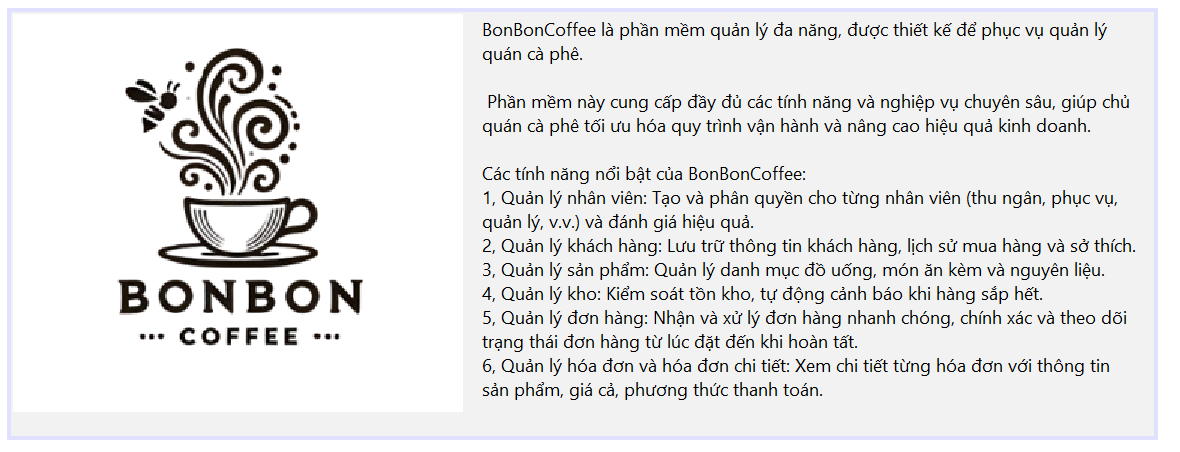 BONBON
COFFEE
BonBonCoffee là phần mềm quản lý đa năng, được thiết kế để phục vụ quản lý
quán cà phê.
Phần mềm này cung cấp đầy đủ các tính năng và nghiệp vụ chuyên sâu, giúp chủ
quán cà phê tối ưu hóa quy trình vận hành và nâng cao hiệu quả kinh doanh.
Các tính năng nổi bật của BonBonCoffee:
1, Quản lý nhân viên: Tạo và phân quyền cho từng nhân viên (thu ngân, phục vụ,
quản lý, v.v.) và đánh giá hiệu quả.
2, Quản lý khách hàng: Lưu trữ thông tin khách hàng, lịch sử mua hàng và sở thích.
3, Quản lý sản phẩm: Quản lý danh mục đồ uống, món ăn kèm và nguyên liệu.
4, Quản lý kho: Kiểm soát tồn kho, tự động cảnh báo khi hàng sắp hết.
5, Quản lý đơn hàng: Nhận và xử lý đơn hàng nhanh chóng, chính xác và theo dõi
trạng thái đơn hàng từ lúc đặt đến khi hoàn tất.
6, Quản lý hóa đơn và hóa đơn chi tiết: Xem chi tiết từng hóa đơn với thông tin
sản phẩm, giá cả, phương thức thanh toán.